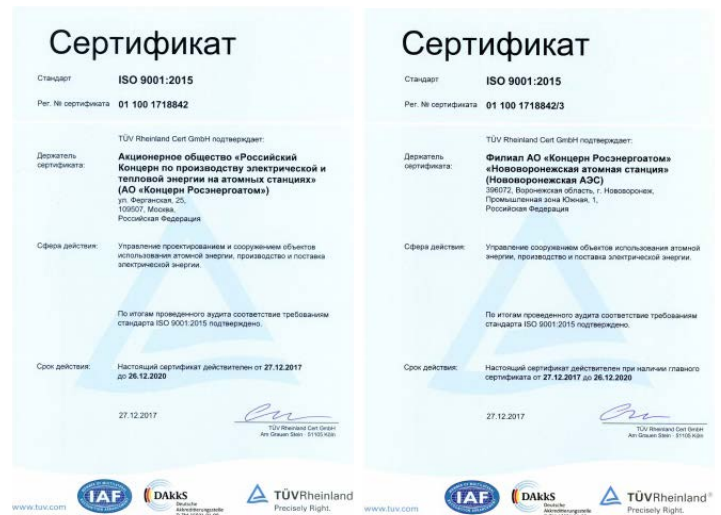 Сертификат
Стандарт ISO 9001:2015
Рег. № сертификата 01 100 1718842
TÜV Rheinland Cert GmbH подтверждает:
Держатель сертификата:
Акционерное общество «Российский
Концерн по производству электрической и
тепловой энергии на атомных станциях»
(АО «Концерн Росэнергоатом»)
ул. Ферганская, 25,
109507, Москва,
Российская Федерация
Сфера действия: Управление проектированием и сооружением объектов
использования атомной энергии, производство и поставка
электрической энергии.
По итогам проведенного аудита соответствие требованиям
стандарта ISO 9001:2015 подтверждено.
Срок действия: Настоящий сертификат действителен от 27.12.2017
до 26.12.2020
27.12.2017
TÜV Rheinland Cert GmbH
Am Grauen Stein · 51105 Köln
www.tuv.com
IAF
DAkkS
Deutsche
Akkreditierungsstelle
TÜVRheinland
Precisely Right.
Сертификат
Стандарт ISO 9001:2015
Рег. № сертификата 01 100 1718842/3
TÜV Rheinland Cert GmbH подтверждает:
Держатель сертификата:
Филиал АО «Концерн Росэнергоатом»
«Нововоронежская атомная станция»
(Нововоронежская АЭС)
396072, Воронежская область, г. Нововоронеж,
Промышленная зона Южная, 1,
Российская Федерация
Сфера действия: Управление сооружением объектов использования атомной
энергии, производство и поставка электрической энергии.
По итогам проведенного аудита соответствие требованиям
стандарта ISO 9001:2015 подтверждено.
Срок действия: Настоящий сертификат действителен при наличии главного
сертификата от 27.12.2017 до 26.12.2020
27.12.2017
TÜV Rheinland Cert GmbH
Am Grauen Stein · 51105 Köln
www.tuv.com
IAF
DAkkS
Deutsche
Akkreditierungsstelle
TÜVRheinland®
Precisely Right.